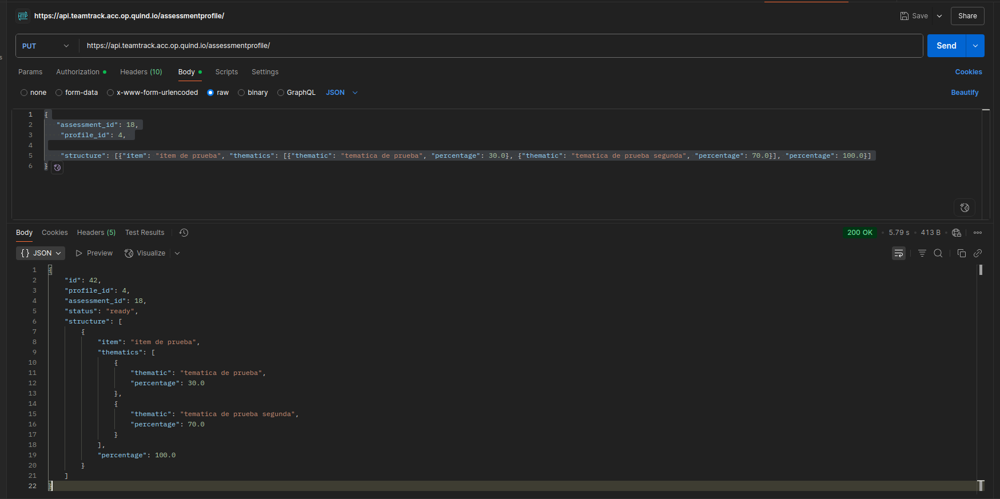 HTTP https://api.teamtrack.acc.op.quind.io/assessmentprofile/ Save Share
PUT https://api.teamtrack.acc.op.quind.io/assessmentprofile/ Send
s
Params Authorization Headers (10) Body Scripts Settings Cookies
none form-data x-www-form-urlencoded raw binary GraphQL JSON Beautify
1 {
2 "assessment_id": 18,
3 "profile_id": 4,
4
5 "structure": [{"item": "item de prueba", "thematics": [{"thematic": "tematica de prueba", "percentage": 30.0}, {"thematic": "tematica de prueba segunda", "percentage": 70.0}], "percentage": 100.0}]
6 }
Body Cookies Headers (5) Test Results 200 OK • 5.79 s • 413 B •
{} JSON Preview Visualize
1 {
2 "id": 42,
3 "profile_id": 4,
4 "assessment_id": 18,
5 "status": "ready",
6 "structure": [
7 {
8 "item": "item de prueba",
9 "thematics": [
10 {
11 "thematic": "tematica de prueba",
12 "percentage": 30.0
13 },
14 {
15 "thematic": "tematica de prueba segunda",
16 "percentage": 70.0
17 }
18 ],
19 "percentage": 100.0
20 }
21 ]
22 }